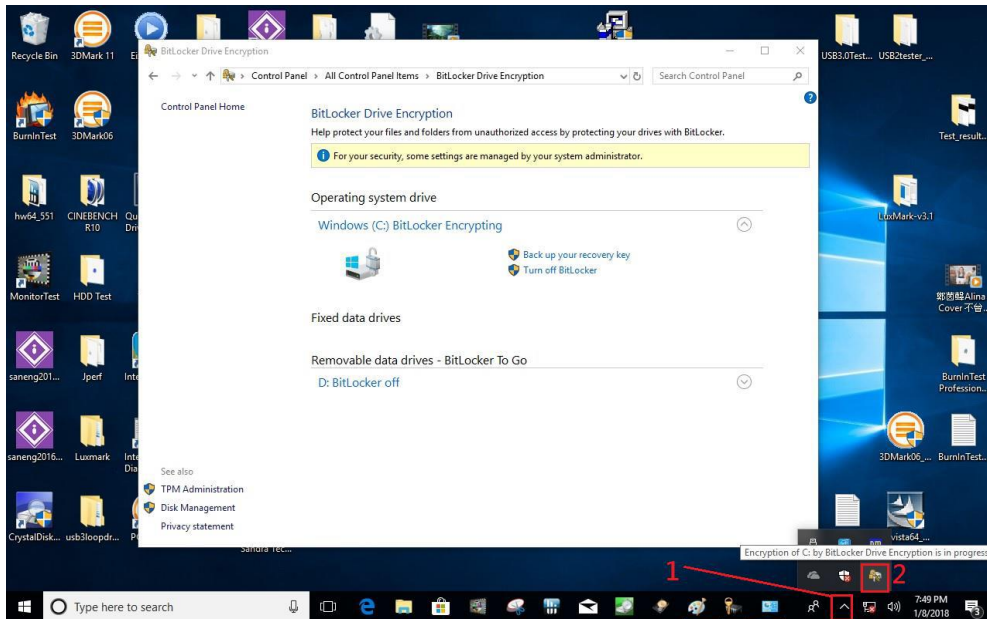 BitLocker Drive Encryption
Control Panel > All Control Panel Items > BitLocker Drive Encryption
Search Control Panel
Control Panel Home
BitLocker Drive Encryption
Help protect your files and folders from unauthorized access by protecting your drives with BitLocker.
For your security, some settings are managed by your system administrator.
Operating system drive
Windows (C:) BitLocker Encrypting
Back up your recovery key
Turn off BitLocker
Fixed data drives
Removable data drives - BitLocker To Go
D: BitLocker off
See also
TPM Administration
Disk Management
Privacy statement
Recycle Bin
3DMark 11
BurnInTest
3DMark06
hw64_551
CINEBENCH
R10
MonitorTest
HDD Test
saneng201...
Jperf
saneng2016...
Luxmark
CrystalDisk...
usb3loopdr...
USB3.0Test...
USB2tester_...
Test_result...
LuxMark-v3.1
Cover
BurnInTest
Profession...
3DMark06_...
BurnInTest...
vista64_...
Encryption of C: by BitLocker Drive Encryption is in progress
1
2
Type here to search
7:49 PM
1/8/2018
3